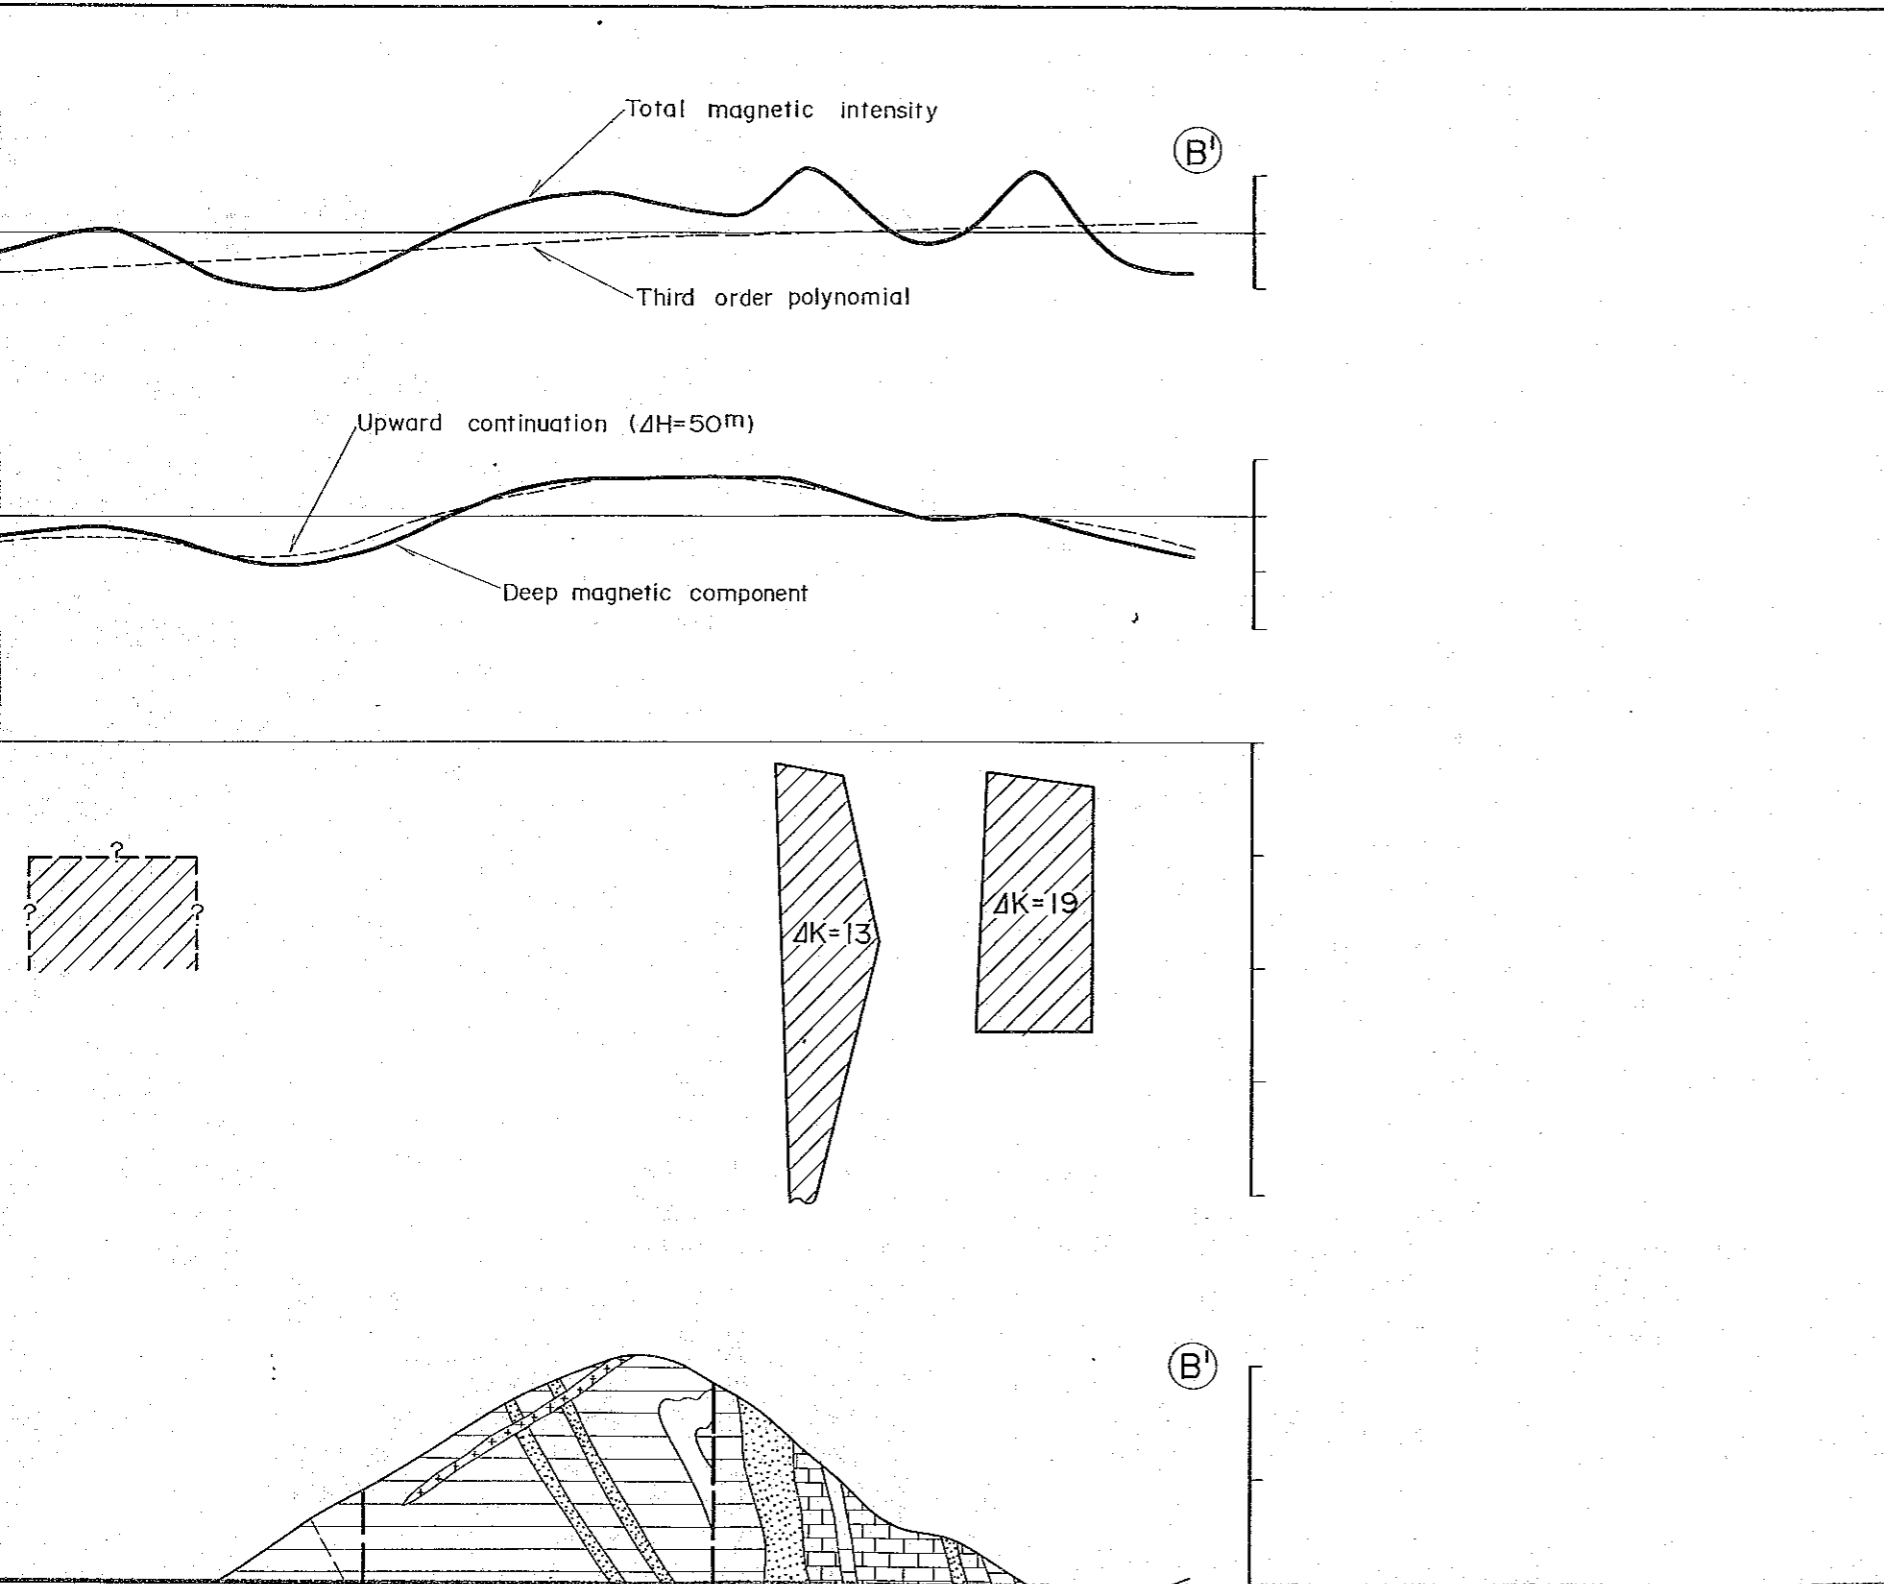 Total magnetic intensity
B'
Third order polynomial
Upward continuation (ΔH=50m)
Deep magnetic component
?
? ?
ΔK=19
ΔK=13
B'